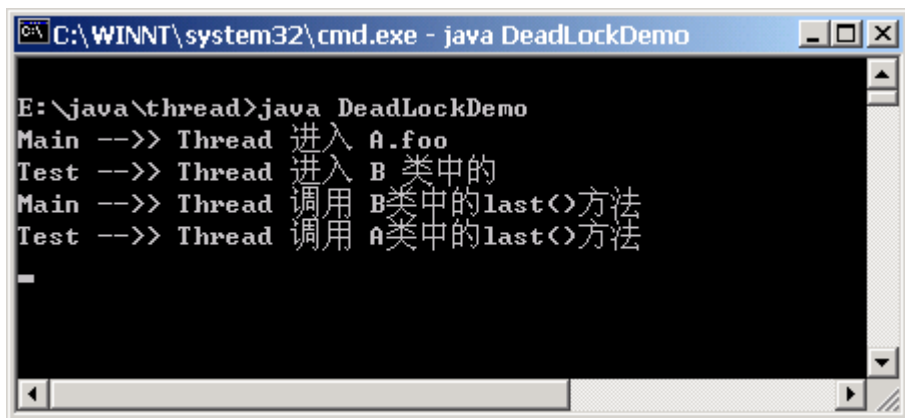 C:\WINNT\system32\cmd.exe - java DeadLockDemo
E:\java\thread>java DeadLockDemo
Main -->> Thread 进入 A.foo
Test -->> Thread 进入 B 类中的
Main -->> Thread 调用 B类中的last()方法
Test -->> Thread 调用 A类中的last()方法